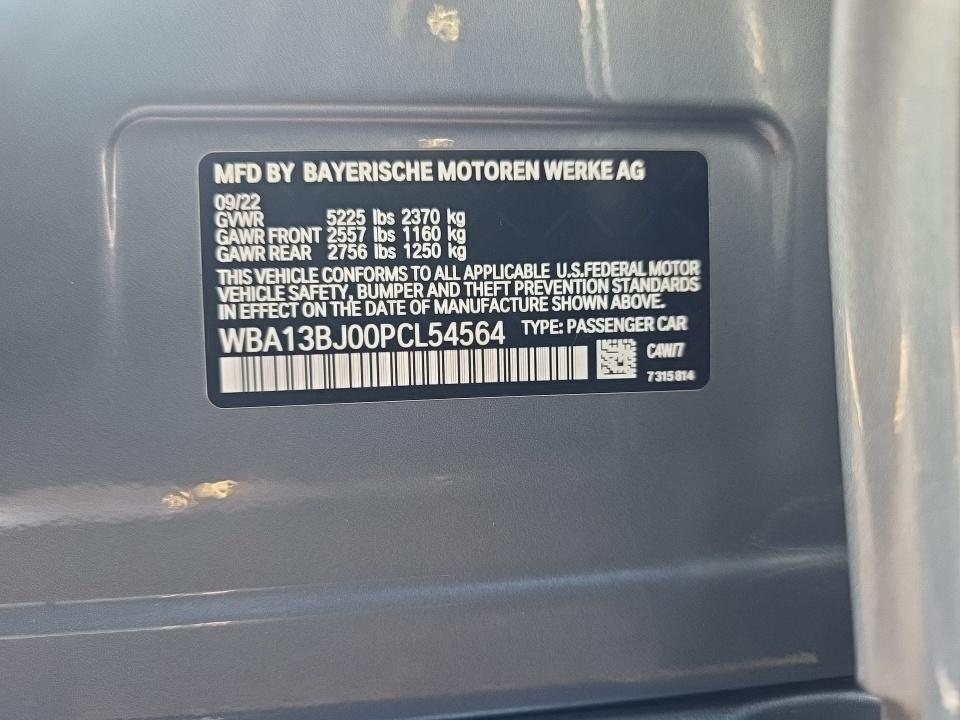 MFD BY BAYERISCHE MOTOREN WERKE AG
09/22
GVWR 5225 lbs 2370 kg
GAWR FRONT 2557 lbs 1160 kg
GAWR REAR 2756 lbs 1250 kg
THIS VEHICLE CONFORMS TO ALL APPLICABLE U.S.FEDERAL MOTOR
VEHICLE SAFETY, BUMPER AND THEFT PREVENTION STANDARDS
IN EFFECT ON THE DATE OF MANUFACTURE SHOWN ABOVE.
WBA13BJ00PCL54564 TYPE: PASSENGER CAR
C4W/7
7315814